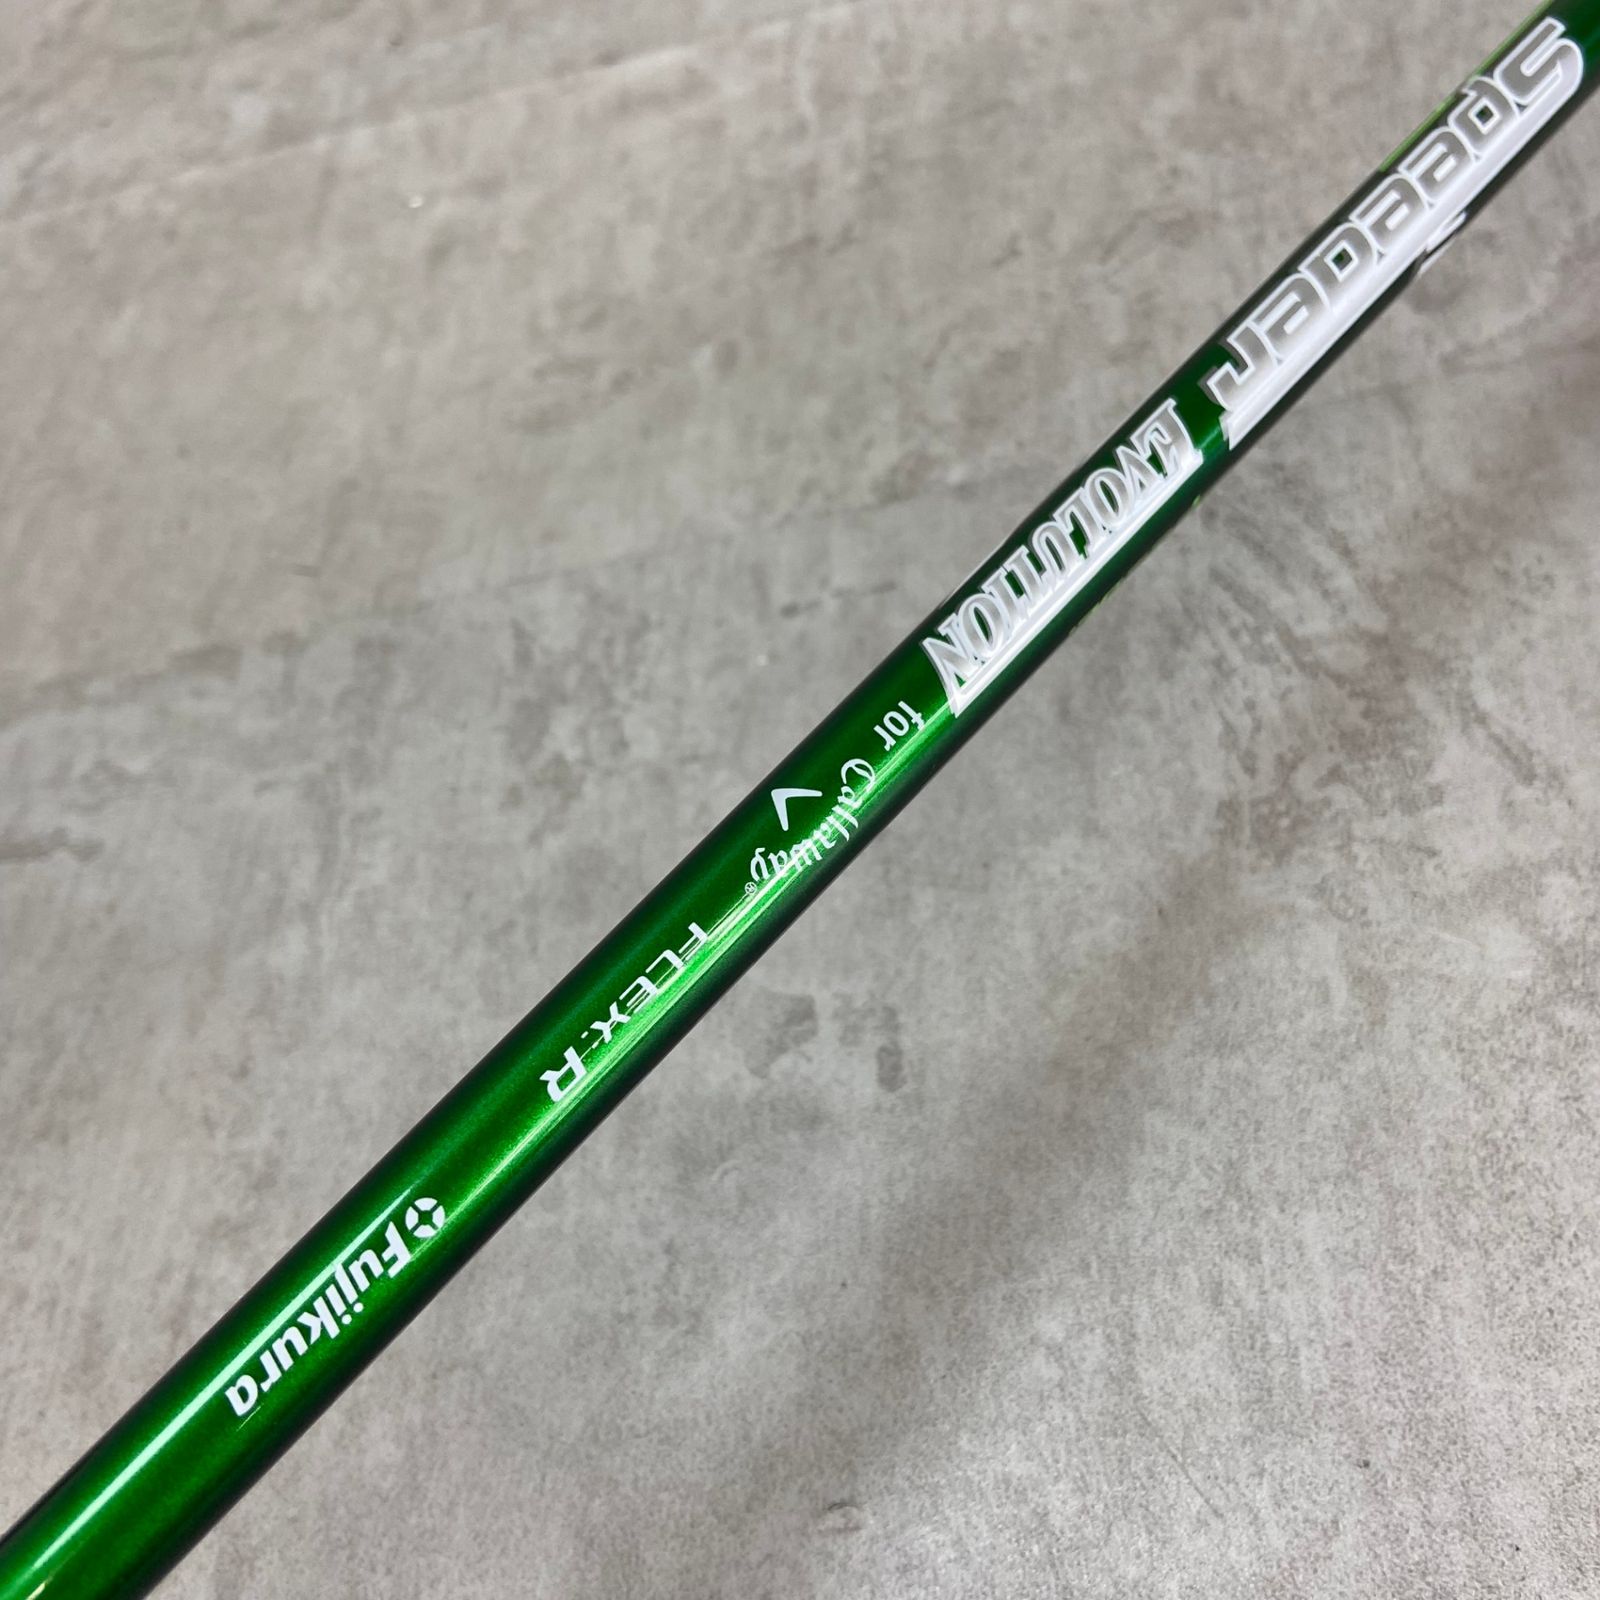 Speeder
EVOLUTION
for Callaway®
FLEX:R
Fujikura